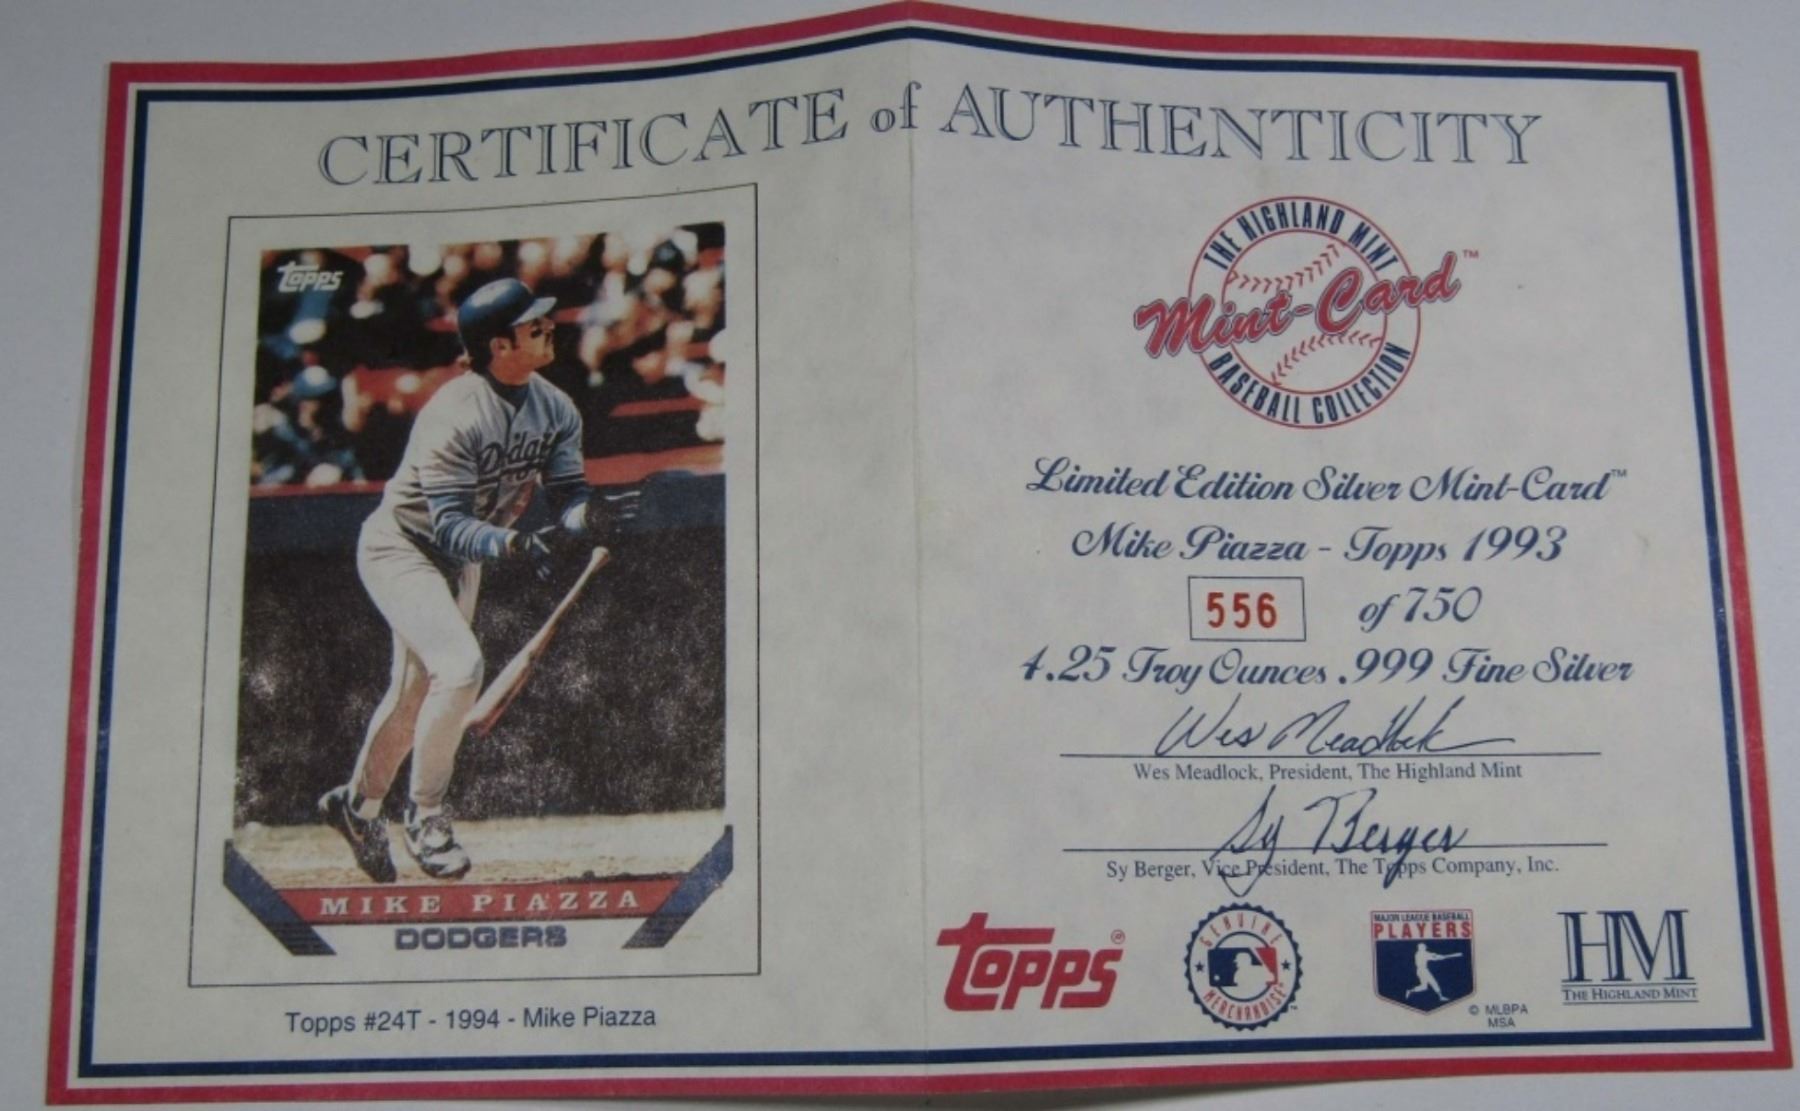 CERTIFICATE of AUTHENTICITY
Topps
Dodgers
MIKE PIAZZA
DODGERS
Topps #24T - 1994 - Mike Piazza
THE HIGHLAND MINT
Mint-Card™
BASEBALL COLLECTION
Limited Edition Silver Mint-Card™
Mike Piazza - Topps 1993
556 of 750
4.25 Troy Ounces .999 Fine Silver
Wes Meadlock
Wes Meadlock, President, The Highland Mint
Sy Berger
Sy Berger, Vice President, The Topps Company, Inc.
Topps®
GENUINE
MERCHANDISE™
MAJOR LEAGUE BASEBALL
PLAYERS
© MLBPA
MSA
HM
THE HIGHLAND MINT